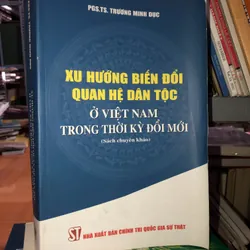 PGS.TS. TRƯƠNG MINH DỤC
XU HƯỚNG BIẾN ĐỔI
QUAN HỆ DÂN TỘC
Ở VIỆT NAM
TRONG THỜI KỲ ĐỔI MỚI
(Sách chuyên khảo)
ST NHÀ XUẤT BẢN CHÍNH TRỊ QUỐC GIA SỰ THẬT